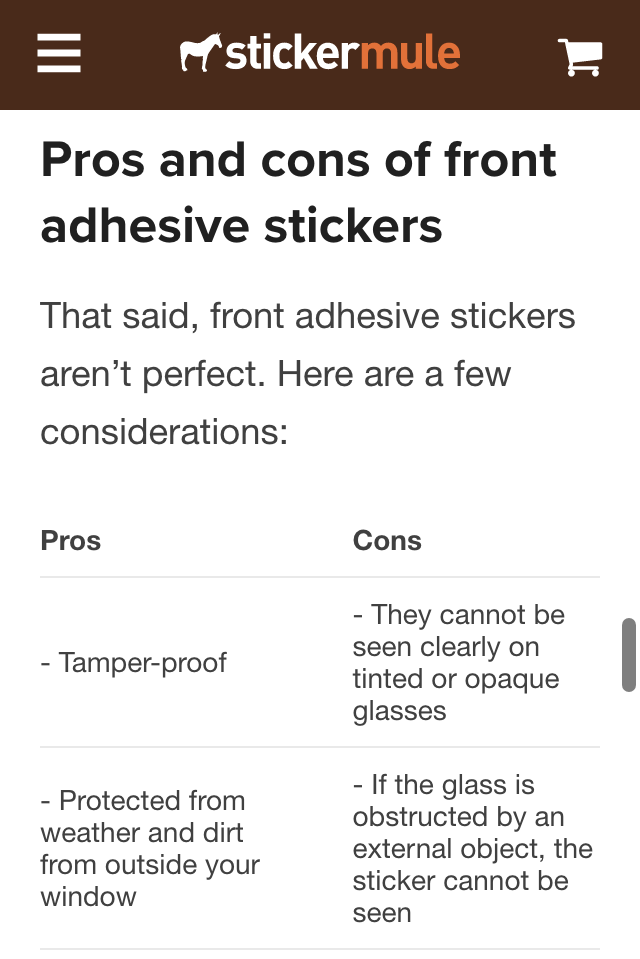 stickermule
Pros and cons of front
adhesive stickers
That said, front adhesive stickers
aren’t perfect. Here are a few
considerations:
Pros
Cons
- Tamper-proof
- They cannot be
seen clearly on
tinted or opaque
glasses
- Protected from
weather and dirt
from outside your
window
- If the glass is
obstructed by an
external object, the
sticker cannot be
seen